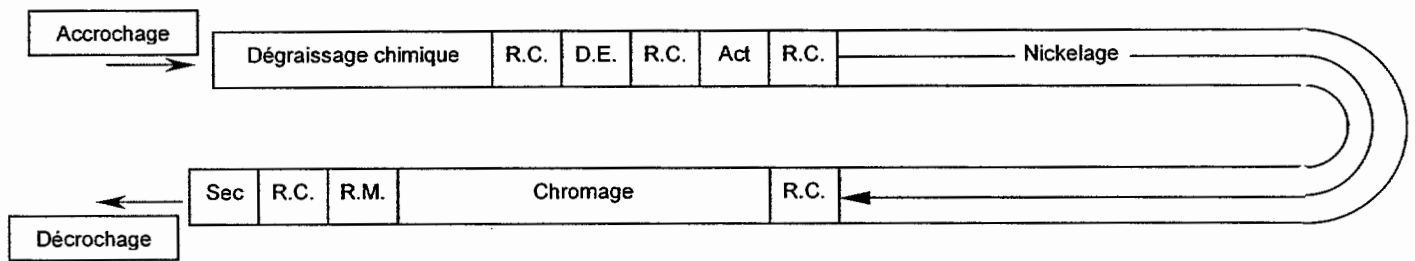 Accrochage
Dégraissage chimique R.C. D.E. R.C. Act R.C. Nickelage
Sec R.C. R.M. Chromage R.C.
Décrochage